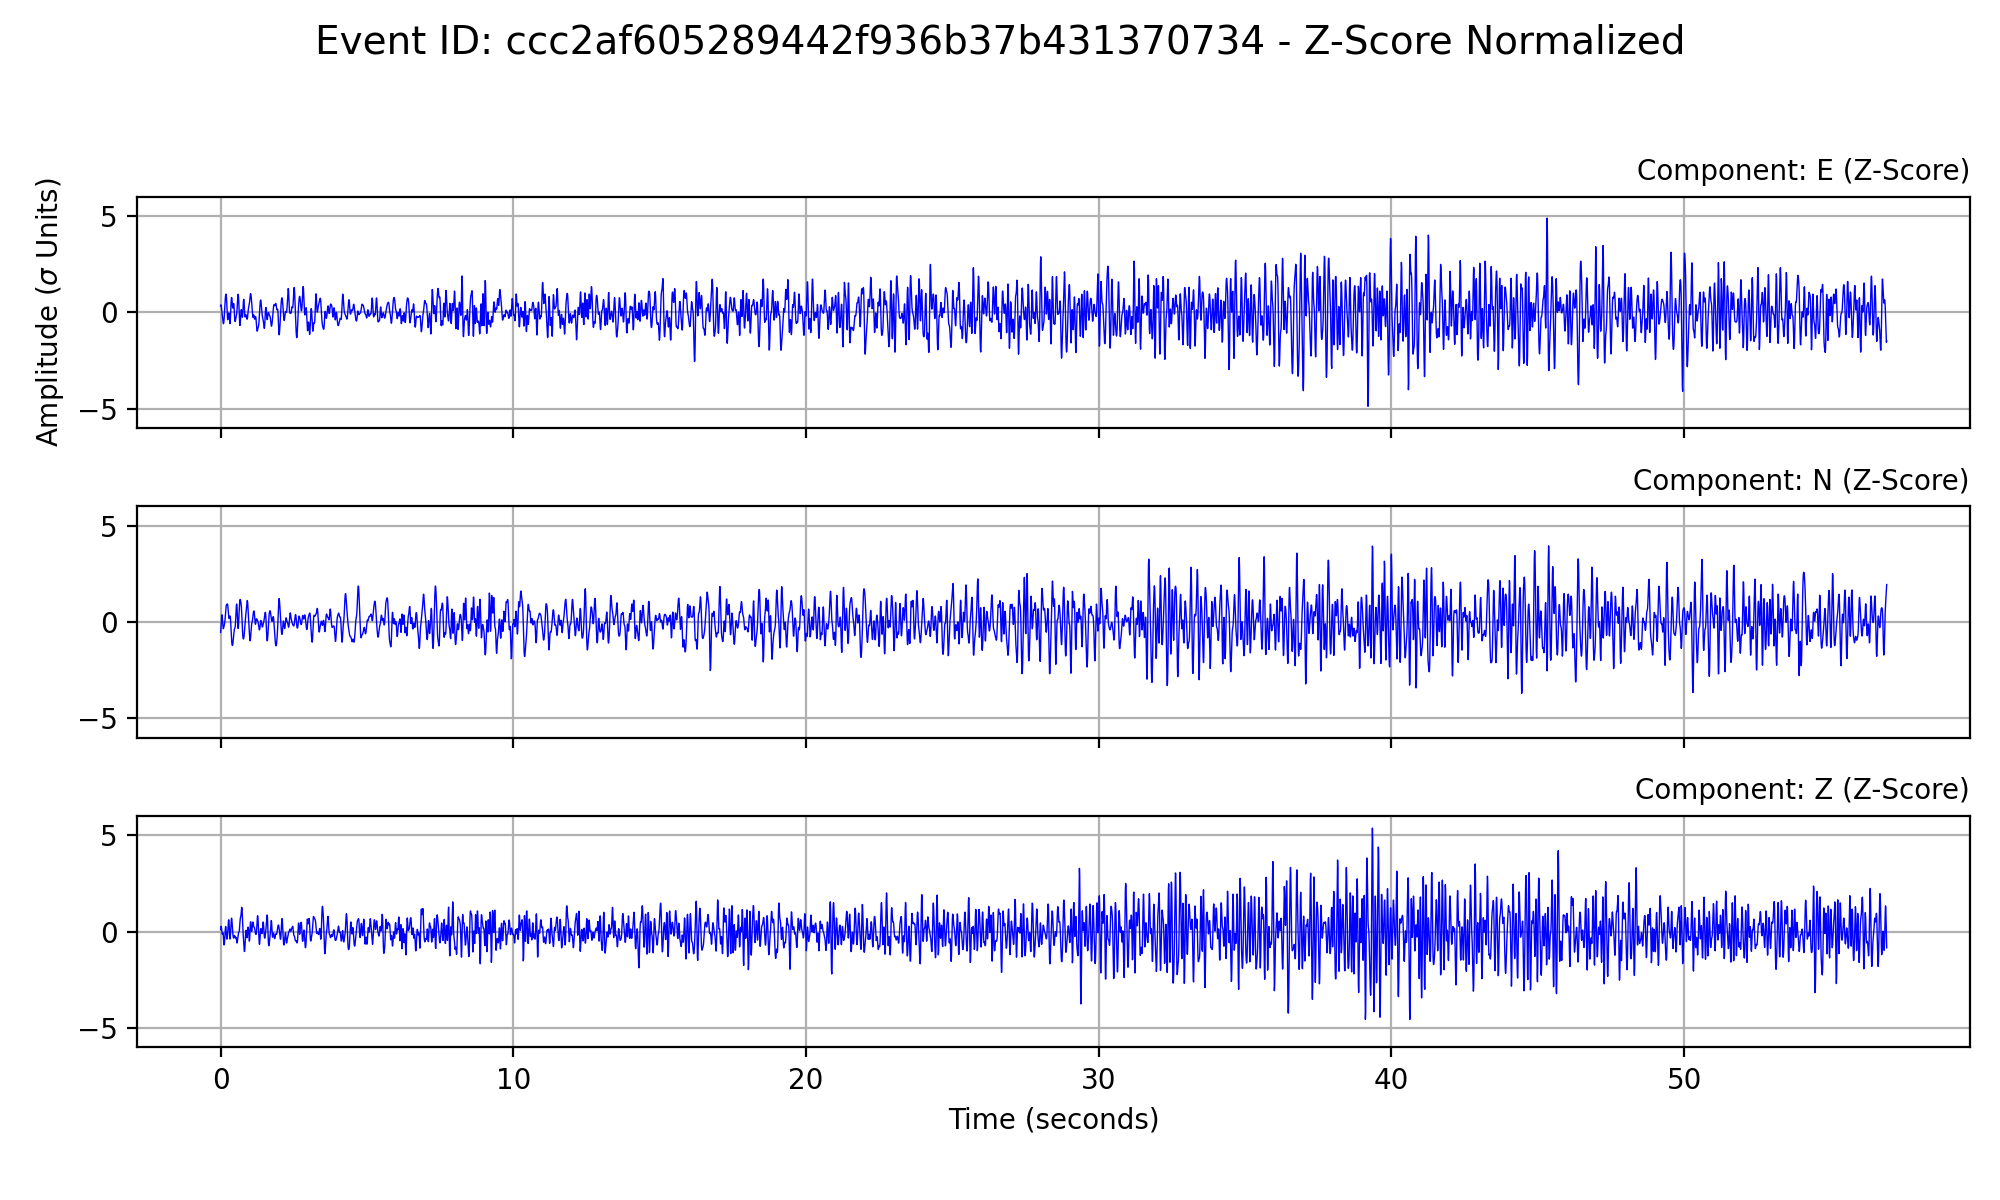 Event ID: ccc2af605289442f936b37b431370734 - Z-Score Normalized
Component: E (Z-Score)
Amplitude (σ Units)
5
0
−5
Component: N (Z-Score)
5
0
−5
Component: Z (Z-Score)
5
0
−5
0 10 20 30 40 50
Time (seconds)